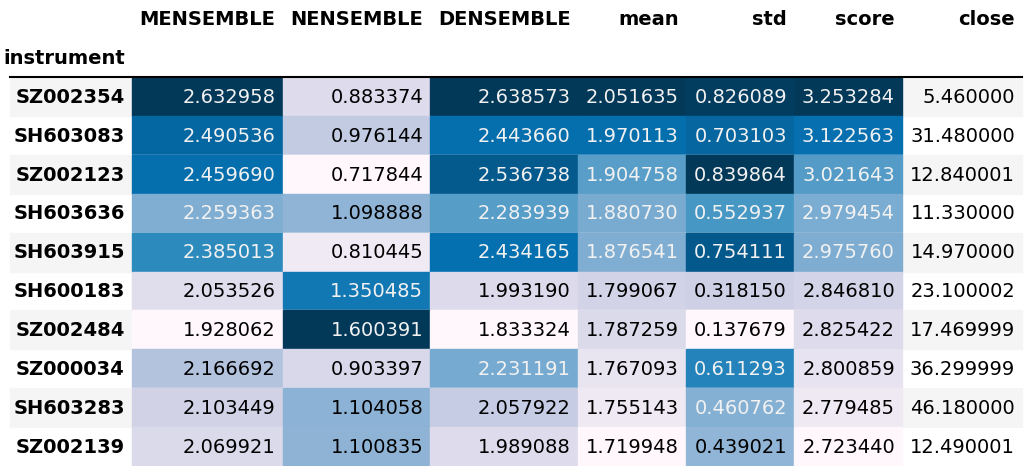 MENSEMBLE NENSEMBLE DENSEMBLE mean std score close
instrument
SZ002354 2.632958 0.883374 2.638573 2.051635 0.826089 3.253284 5.460000
SH603083 2.490536 0.976144 2.443660 1.970113 0.703103 3.122563 31.480000
SZ002123 2.459690 0.717844 2.536738 1.904758 0.839864 3.021643 12.840001
SH603636 2.259363 1.098888 2.283939 1.880730 0.552937 2.979454 11.330000
SH603915 2.385013 0.810445 2.434165 1.876541 0.754111 2.975760 14.970000
SH600183 2.053526 1.350485 1.993190 1.799067 0.318150 2.846810 23.100002
SZ002484 1.928062 1.600391 1.833324 1.787259 0.137679 2.825422 17.469999
SZ000034 2.166692 0.903397 2.231191 1.767093 0.611293 2.800859 36.299999
SH603283 2.103449 1.104058 2.057922 1.755143 0.460762 2.779485 46.180000
SZ002139 2.069921 1.100835 1.989088 1.719948 0.439021 2.723440 12.490001